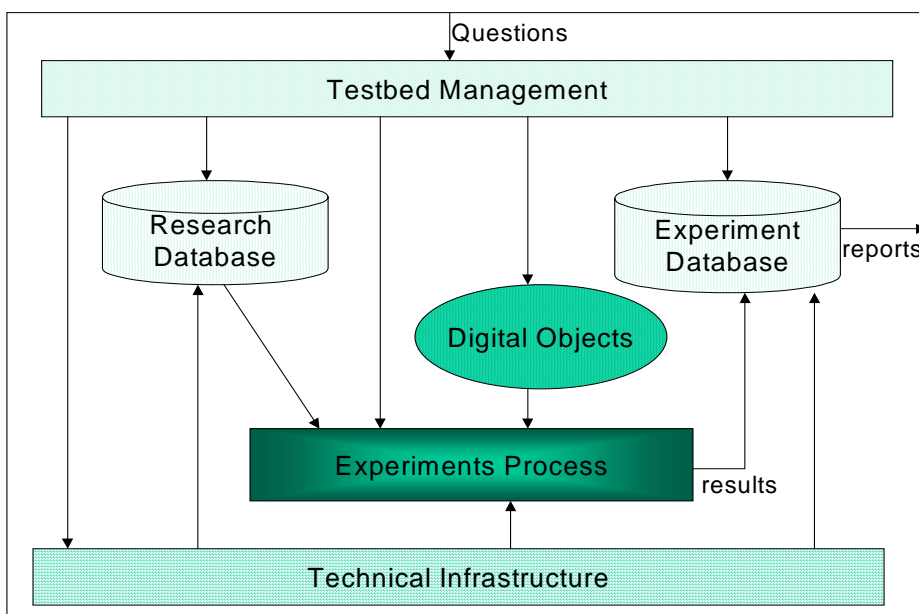 Questions
Testbed Management
Research
Database
Experiment
Database
reports
Digital Objects
Experiments Process
results
Technical Infrastructure